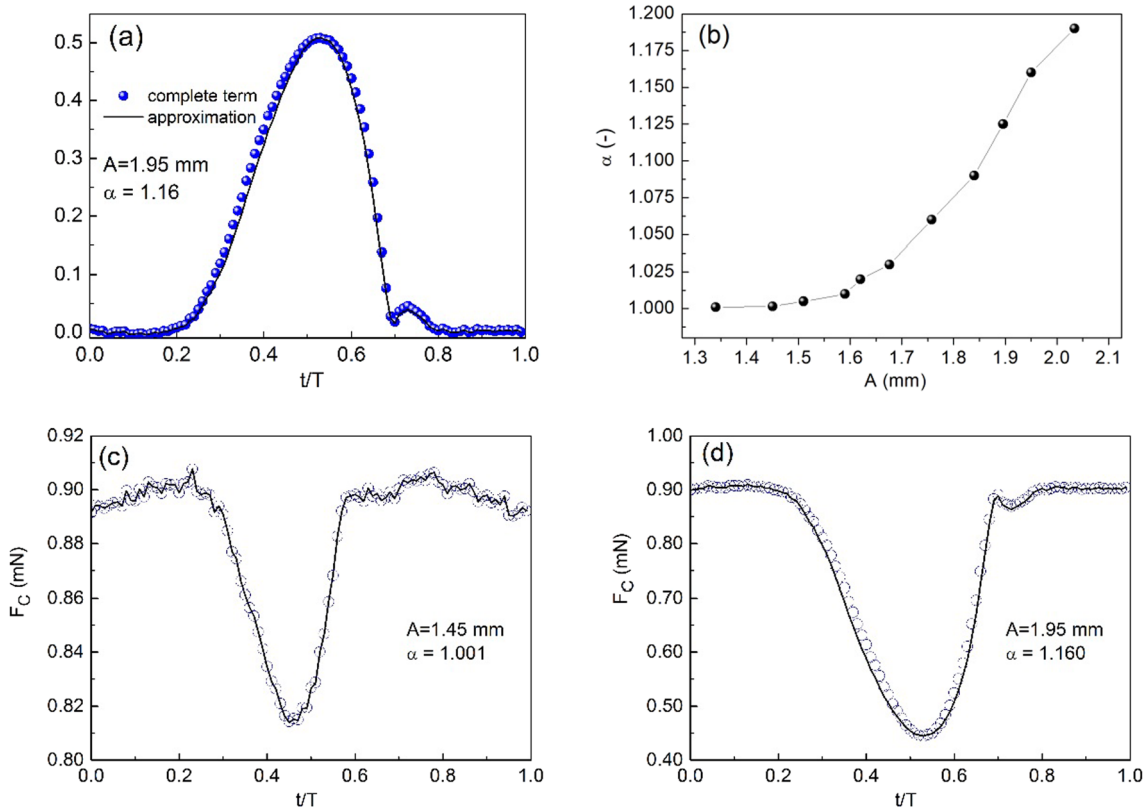 (a)
0.5
0.4
0.3
0.2
0.1
0.0
complete term
approximation
A=1.95 mm
α = 1.16
0.0 0.2 0.4 0.6 0.8 1.0
t/T
(b)
1.200
1.175
1.150
1.125
1.100
1.075
1.050
1.025
1.000
α (-)
1.3 1.4 1.5 1.6 1.7 1.8 1.9 2.0 2.1
A (mm)
(c)
0.92
0.90
0.88
0.86
0.84
0.82
0.80
F_C (mN)
A=1.45 mm
α = 1.001
0.0 0.2 0.4 0.6 0.8 1.0
t/T
(d)
1.00
0.90
0.80
0.70
0.60
0.50
0.40
F_C (mN)
A=1.95 mm
α = 1.160
0.0 0.2 0.4 0.6 0.8 1.0
t/T